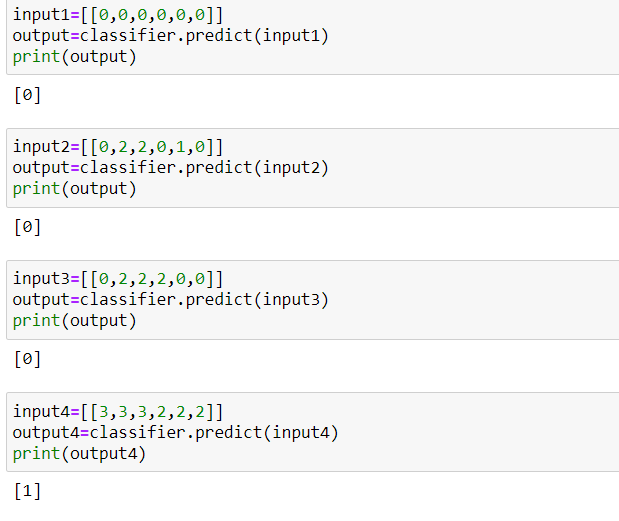 input1=[[0,0,0,0,0,0]]
output=classifier.predict(input1)
print(output)
[0]
input2=[[0,2,2,0,1,0]]
output=classifier.predict(input2)
print(output)
[0]
input3=[[0,2,2,2,0,0]]
output=classifier.predict(input3)
print(output)
[0]
input4=[[3,3,3,2,2,2]]
output4=classifier.predict(input4)
print(output4)
[1]